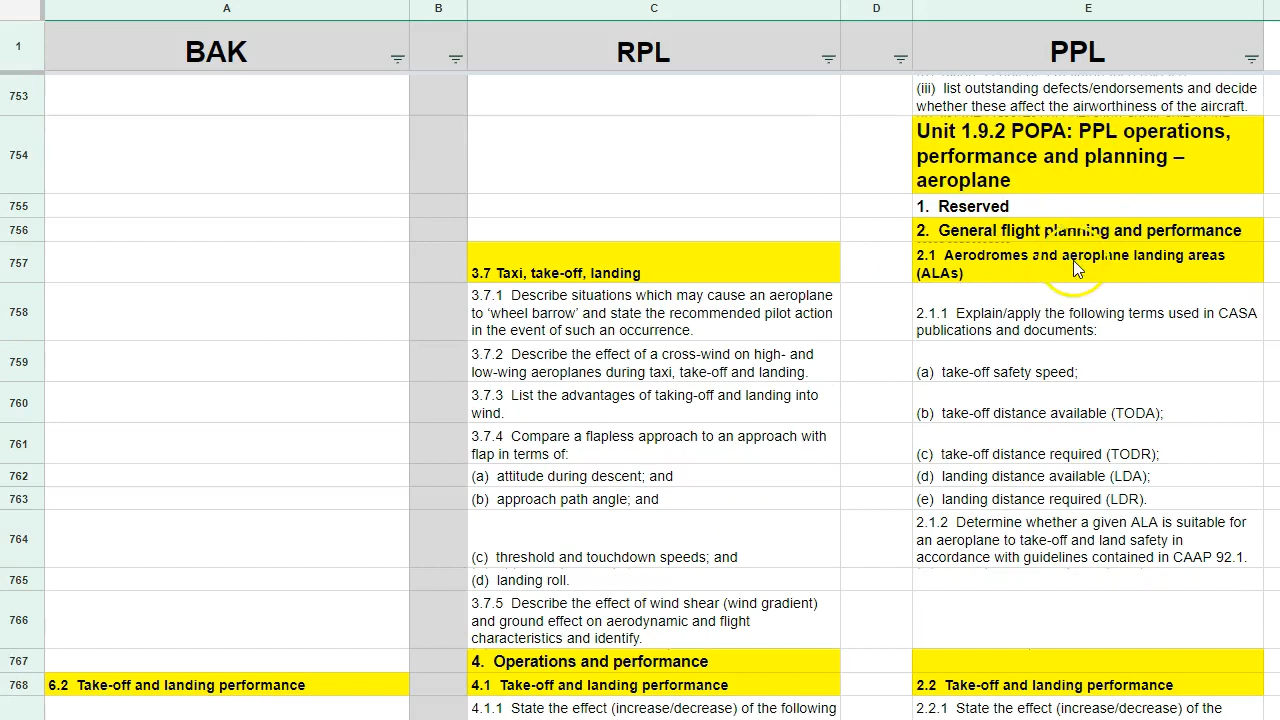 A B C D E
1 BAK RPL PPL
753 (iii) list outstanding defects/endorsements and decide
whether these affect the airworthiness of the aircraft.
754 Unit 1.9.2 POPA: PPL operations,
performance and planning –
aeroplane
755 1. Reserved
756 2. General flight planning and performance
757 3.7 Taxi, take-off, landing
2.1 Aerodromes and aeroplane landing areas
(ALAs)
758 3.7.1 Describe situations which may cause an aeroplane
to ‘wheel barrow’ and state the recommended pilot action
in the event of such an occurrence.
2.1.1 Explain/apply the following terms used in CASA
publications and documents:
759 3.7.2 Describe the effect of a cross-wind on high- and
low-wing aeroplanes during taxi, take-off and landing.
(a) take-off safety speed;
760 3.7.3 List the advantages of taking-off and landing into
wind.
(b) take-off distance available (TODA);
761 3.7.4 Compare a flapless approach to an approach with
flap in terms of:
(c) take-off distance required (TODR);
762 (a) attitude during descent; and
(d) landing distance available (LDA);
763 (b) approach path angle; and
(e) landing distance required (LDR).
764 (c) threshold and touchdown speeds; and
2.1.2 Determine whether a given ALA is suitable for
an aeroplane to take-off and land safety in
accordance with guidelines contained in CAAP 92.1.
765 (d) landing roll.
766 3.7.5 Describe the effect of wind shear (wind gradient)
and ground effect on aerodynamic and flight
characteristics and identify.
767 4. Operations and performance
768 6.2 Take-off and landing performance
4.1 Take-off and landing performance
2.2 Take-off and landing performance
4.1.1 State the effect (increase/decrease) of the following
2.2.1 State the effect (increase/decrease) of the